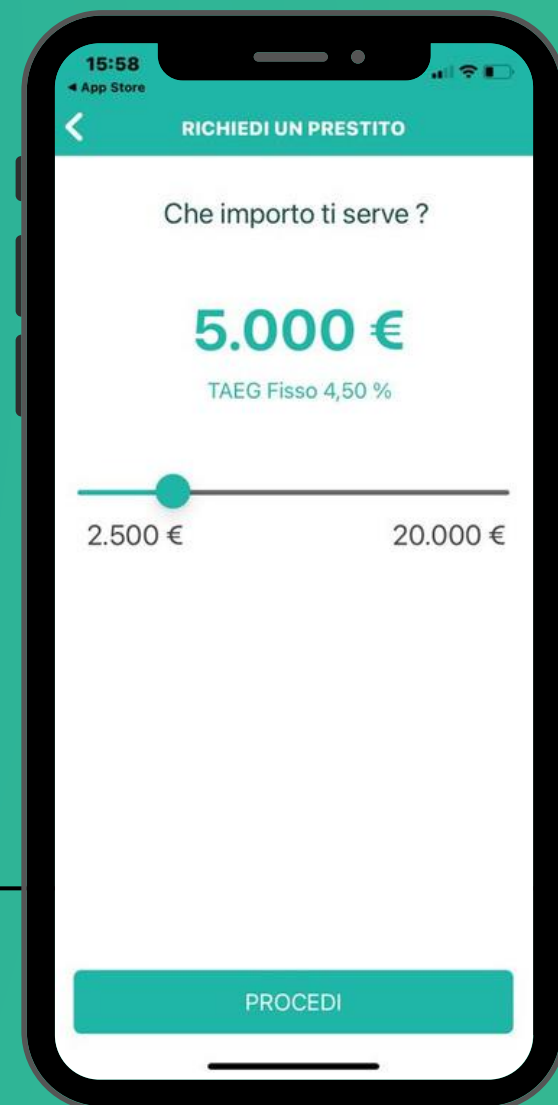 15:58
◀ App Store
RICHIEDI UN PRESTITO
Che importo ti serve ?
5.000 €
TAEG Fisso 4,50 %
2.500 €
20.000 €
PROCEDI